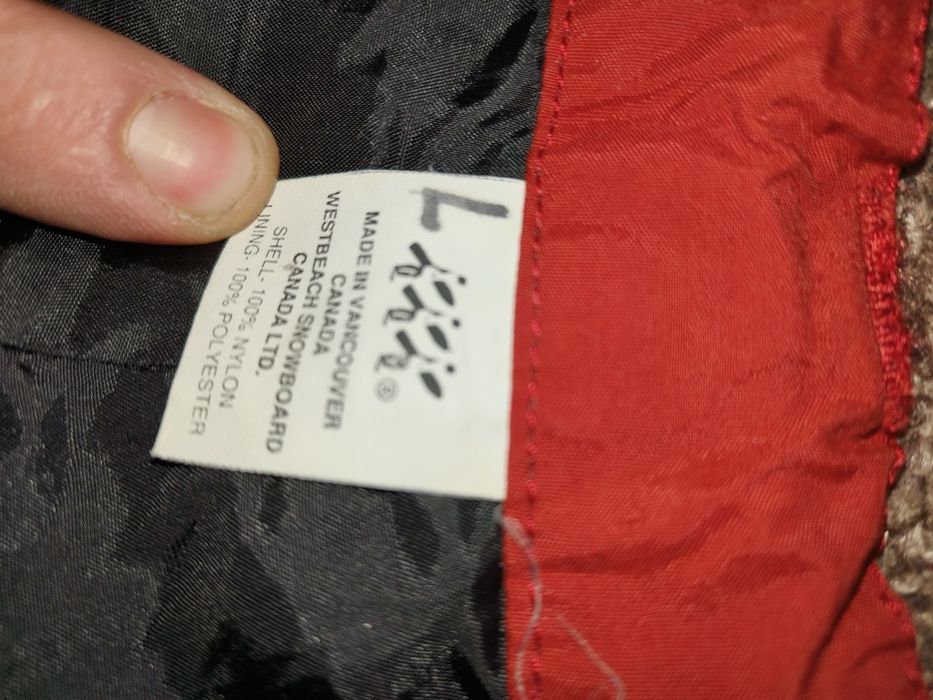 L
®
MADE IN VANCOUVER
CANADA
WESTBEACH SNOWBOARD
CANADA LTD.
SHELL- 100% NYLON
LINING- 100% POLYESTER